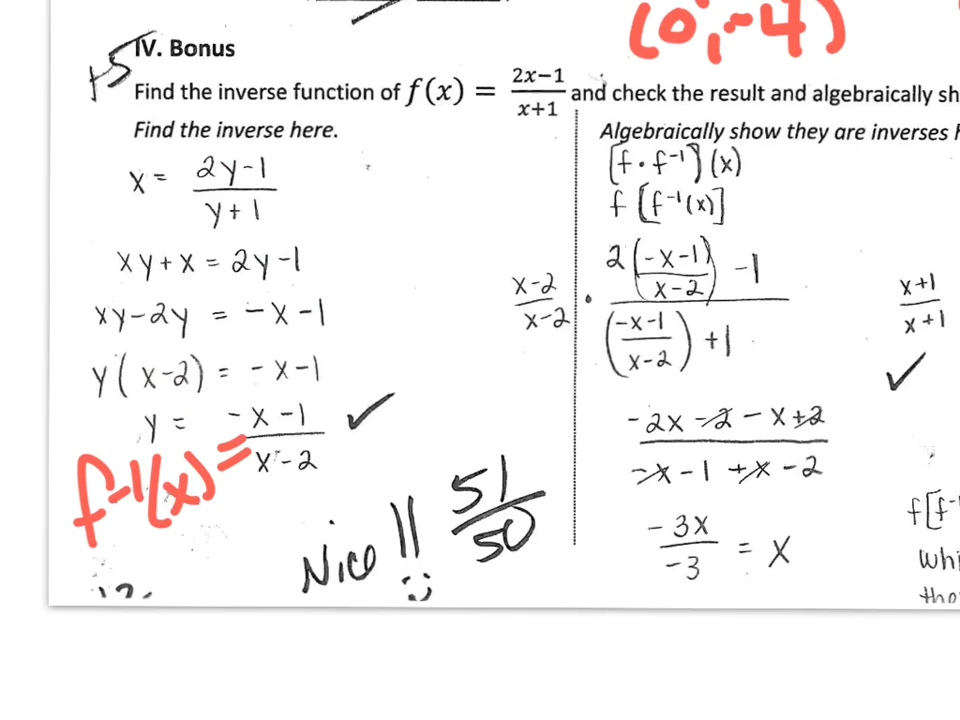 (0,-4)
+5
IV. Bonus
Find the inverse function of f(x) = 2x−1 / x+1 and check the result and algebraically sh
Find the inverse here.
x = 2y-1 / y+1
xy+x = 2y-1
xy-2y = -x-1
y(x-2) = -x-1
y = -x-1 / x-2 ✓
f-1(x)=
Nice!! :)
51/50
Algebraically show they are inverses
[f∙f⁻¹](x)
f[f⁻¹(x)]
x-2 / x-2 ∙ 2(-x-1 / x-2) -1 / (-x-1 / x-2) +1
-2x-2-x+2 / -x-1+x-2
-3x / -3 = x
x+1 / x+1
✓
f[f⁻